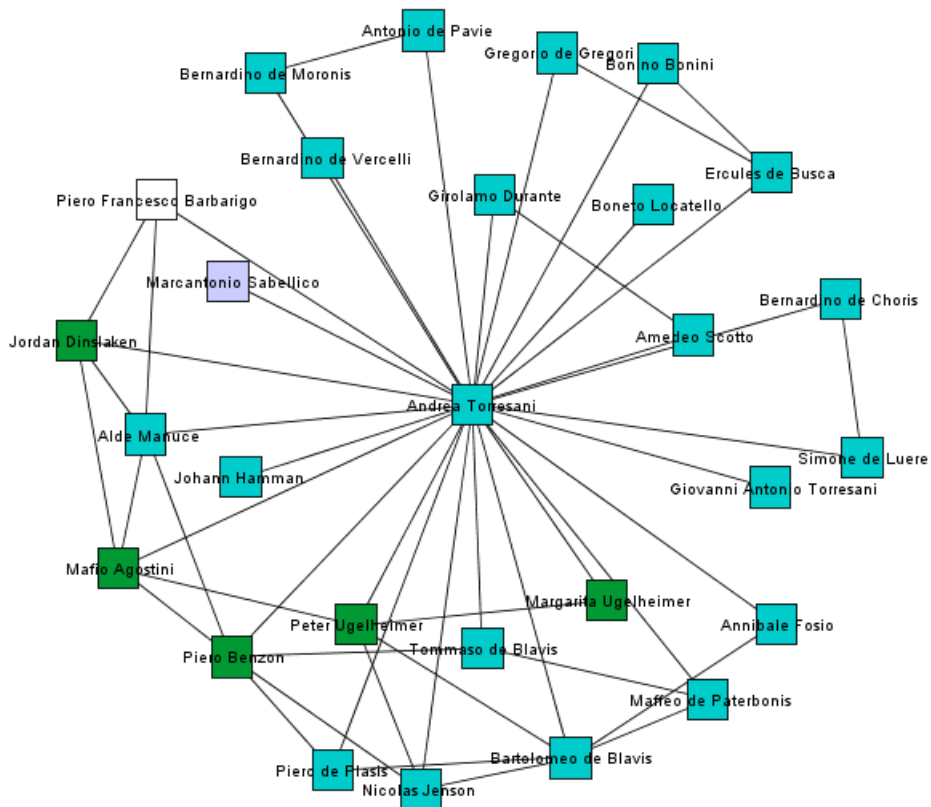 Antonio de Pavie
Gregorio de Gregori
Bonino Bonini
Bernardino de Moronis
Bernardino de Vercelli
Ercules de Busca
Girolamo Durante
Boneto Locatello
Piero Francesco Barbarigo
Marcantonio Sabellico
Bernardino de Choris
Jordan Dinslaken
Amedeo Scotto
Andrea Torresani
Alde Manuce
Simone de Luere
Johann Hamman
Giovanni Antonio Torresani
Mafio Agostini
Margarita Ugelheimer
Peter Ugelheimer
Annibale Fosio
Tommaso de Blavis
Piero Benzon
Maffeo de Paterbonis
Bartolomeo de Blavis
Piero de Plasis
Nicolas Jenson